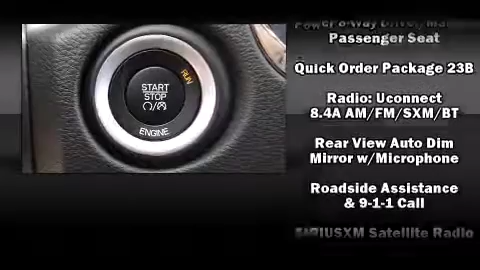 START
STOP
RUN
ENGINE
Passenger Seat
Quick Order Package 23B
Radio: Uconnect
8.4A AM/FM/SXM/BT
Rear View Auto Dim
Mirror w/Microphone
Roadside Assistance
& 9-1-1 Call
SIRIUSXM Satellite Radio